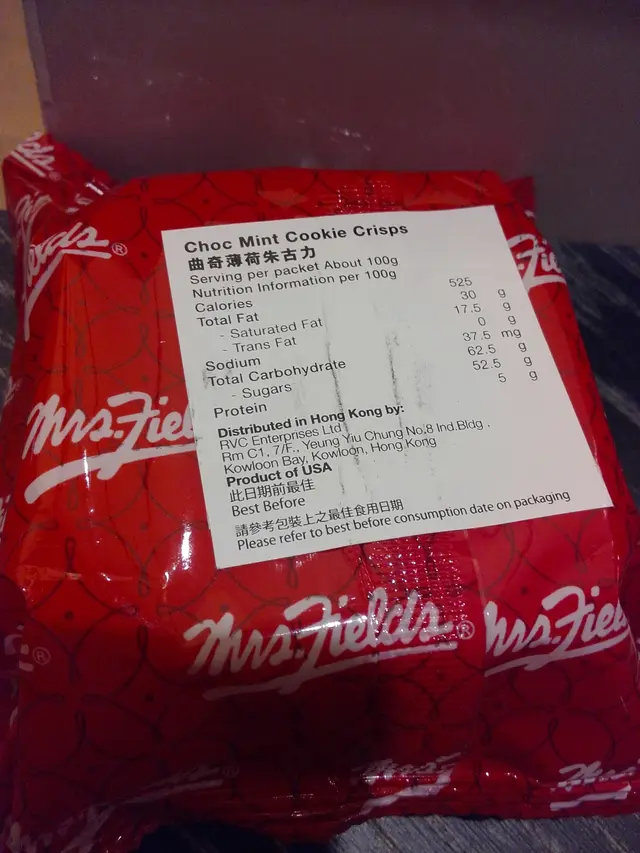 Choc Mint Cookie Crisps
曲奇薄荷朱古力
Serving per packet About 100g
Nutrition Information per 100g
Calories 525
Total Fat 30 g
- Saturated Fat 17.5 g
- Trans Fat 0 g
Sodium 37.5 mg
Total Carbohydrate 62.5 g
- Sugars 52.5 g
Protein 5 g
Distributed in Hong Kong by:
RVC Enterprises Ltd
Rm C1, 7/F., Yeung Yiu Chung No,8 Ind.Bldg .
Kowloon Bay, Kowloon, Hong Kong
Product of USA
此日期前最佳
Best Before
請參考包裝上之最佳食用日期
Please refer to best before consumption date on packaging
Mrs. Fields
Mrs. Fields®
Mrs. Fields